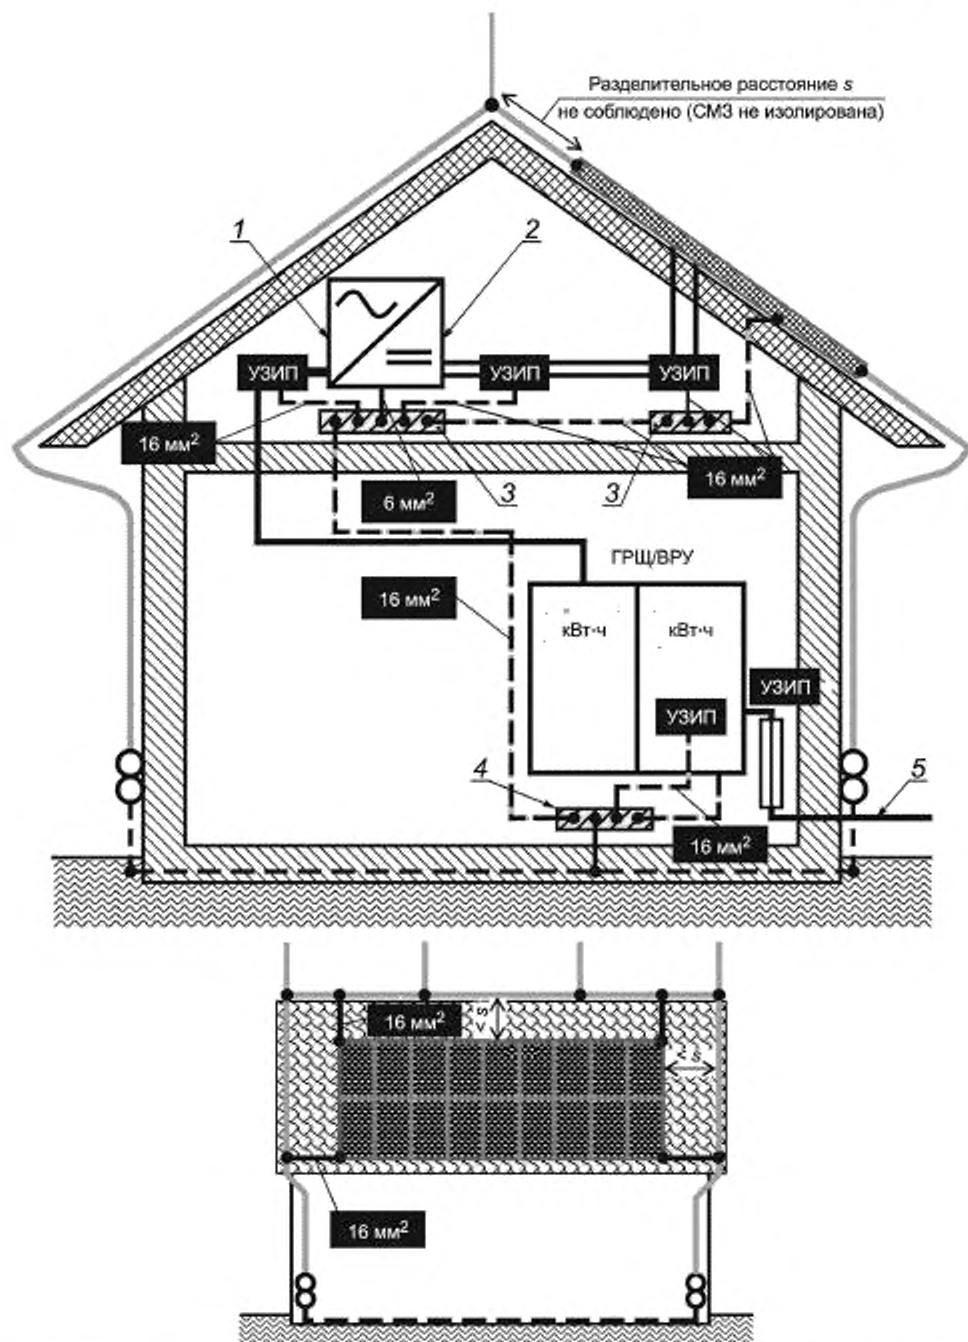 Разделительное расстояние s
не соблюдено (СМЗ не изолирована)
1
2
УЗИП
УЗИП
УЗИП
16 мм²
6 мм²
3
3
16 мм²
ГРЩ/ВРУ
16 мм²
кВт·ч
кВт·ч
УЗИП
УЗИП
4
5
16 мм²
16 мм²
< s
≥ s
16 мм²